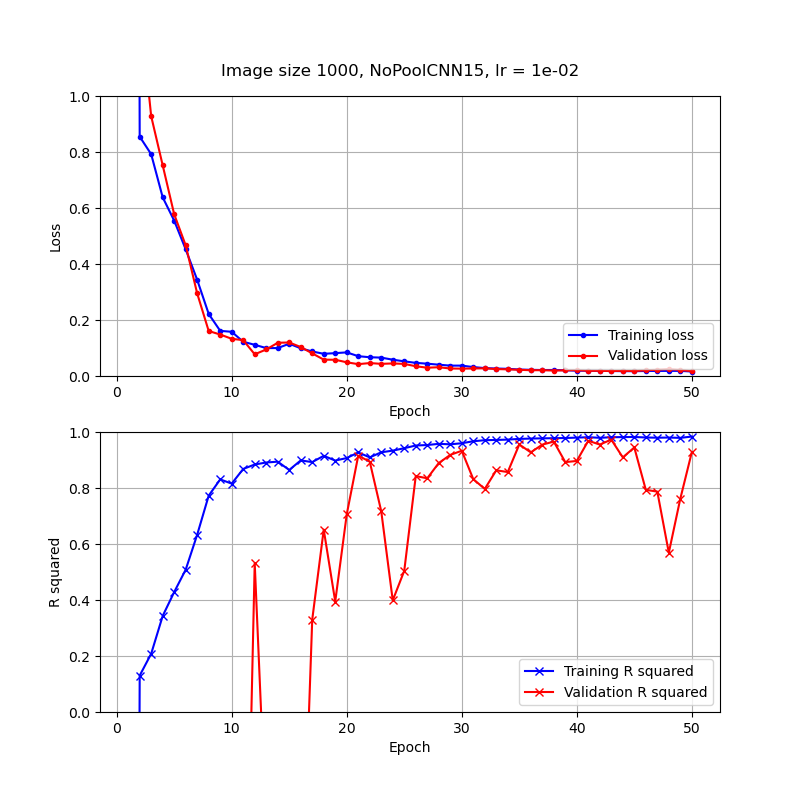 Image size 1000, NoPoolCNN15, lr = 1e-02
1.0
0.8
0.6
0.4
0.2
0.0
Loss
Training loss
Validation loss
0 10 20 30 40 50
Epoch
1.0
0.8
0.6
0.4
0.2
0.0
R squared
Training R squared
Validation R squared
0 10 20 30 40 50
Epoch